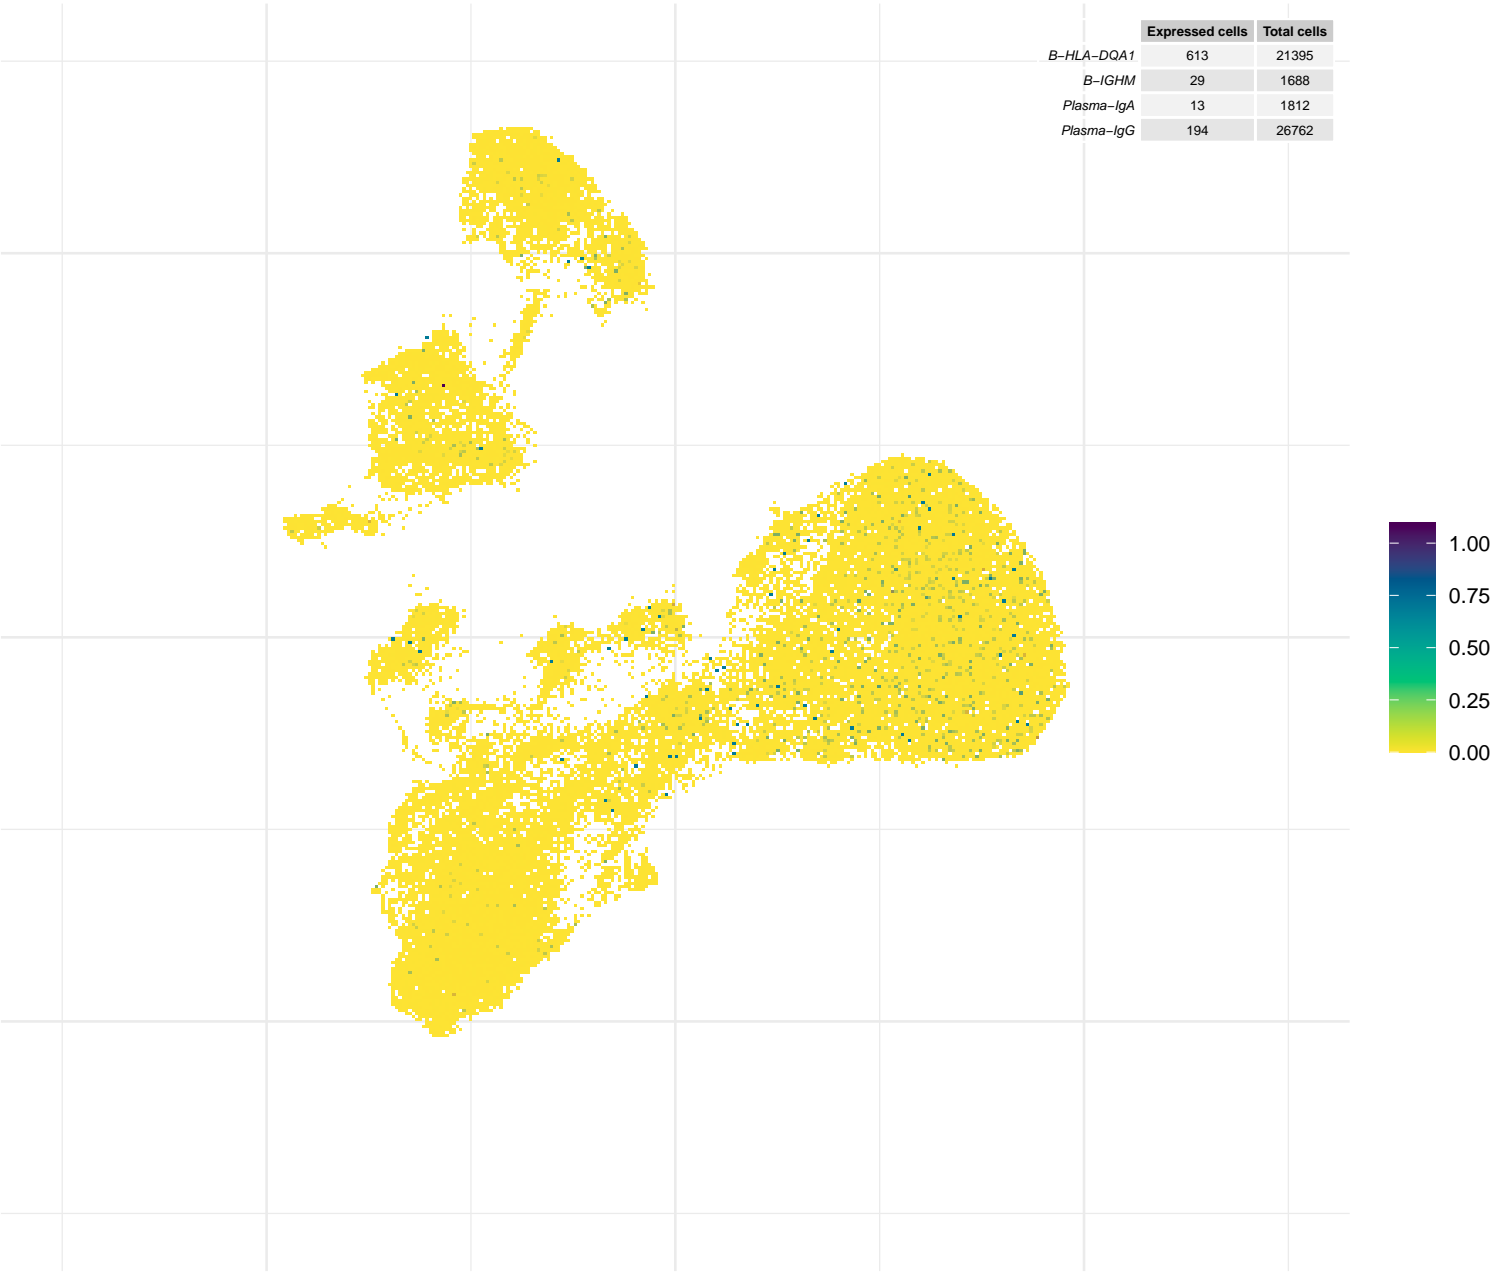 Expressed cells Total cells
B−HLA−DQA1 613 21395
B−IGHM 29 1688
Plasma−IgA 13 1812
Plasma−IgG 194 26762
1.00
0.75
0.50
0.25
0.00